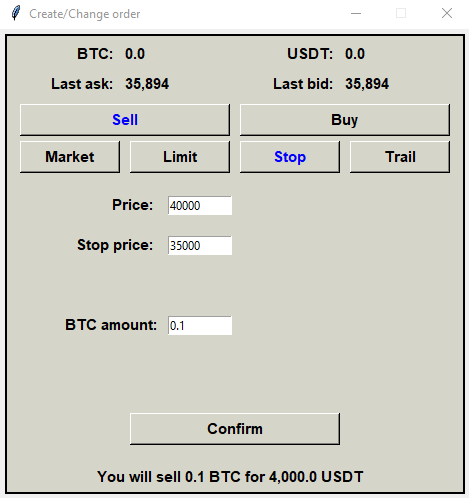 Create/Change order
BTC: 0.0 USDT: 0.0
Last ask: 35,894 Last bid: 35,894
Sell Buy
Market Limit Stop Trail
Price: 40000
Stop price: 35000
BTC amount: 0.1
Confirm
You will sell 0.1 BTC for 4,000.0 USDT